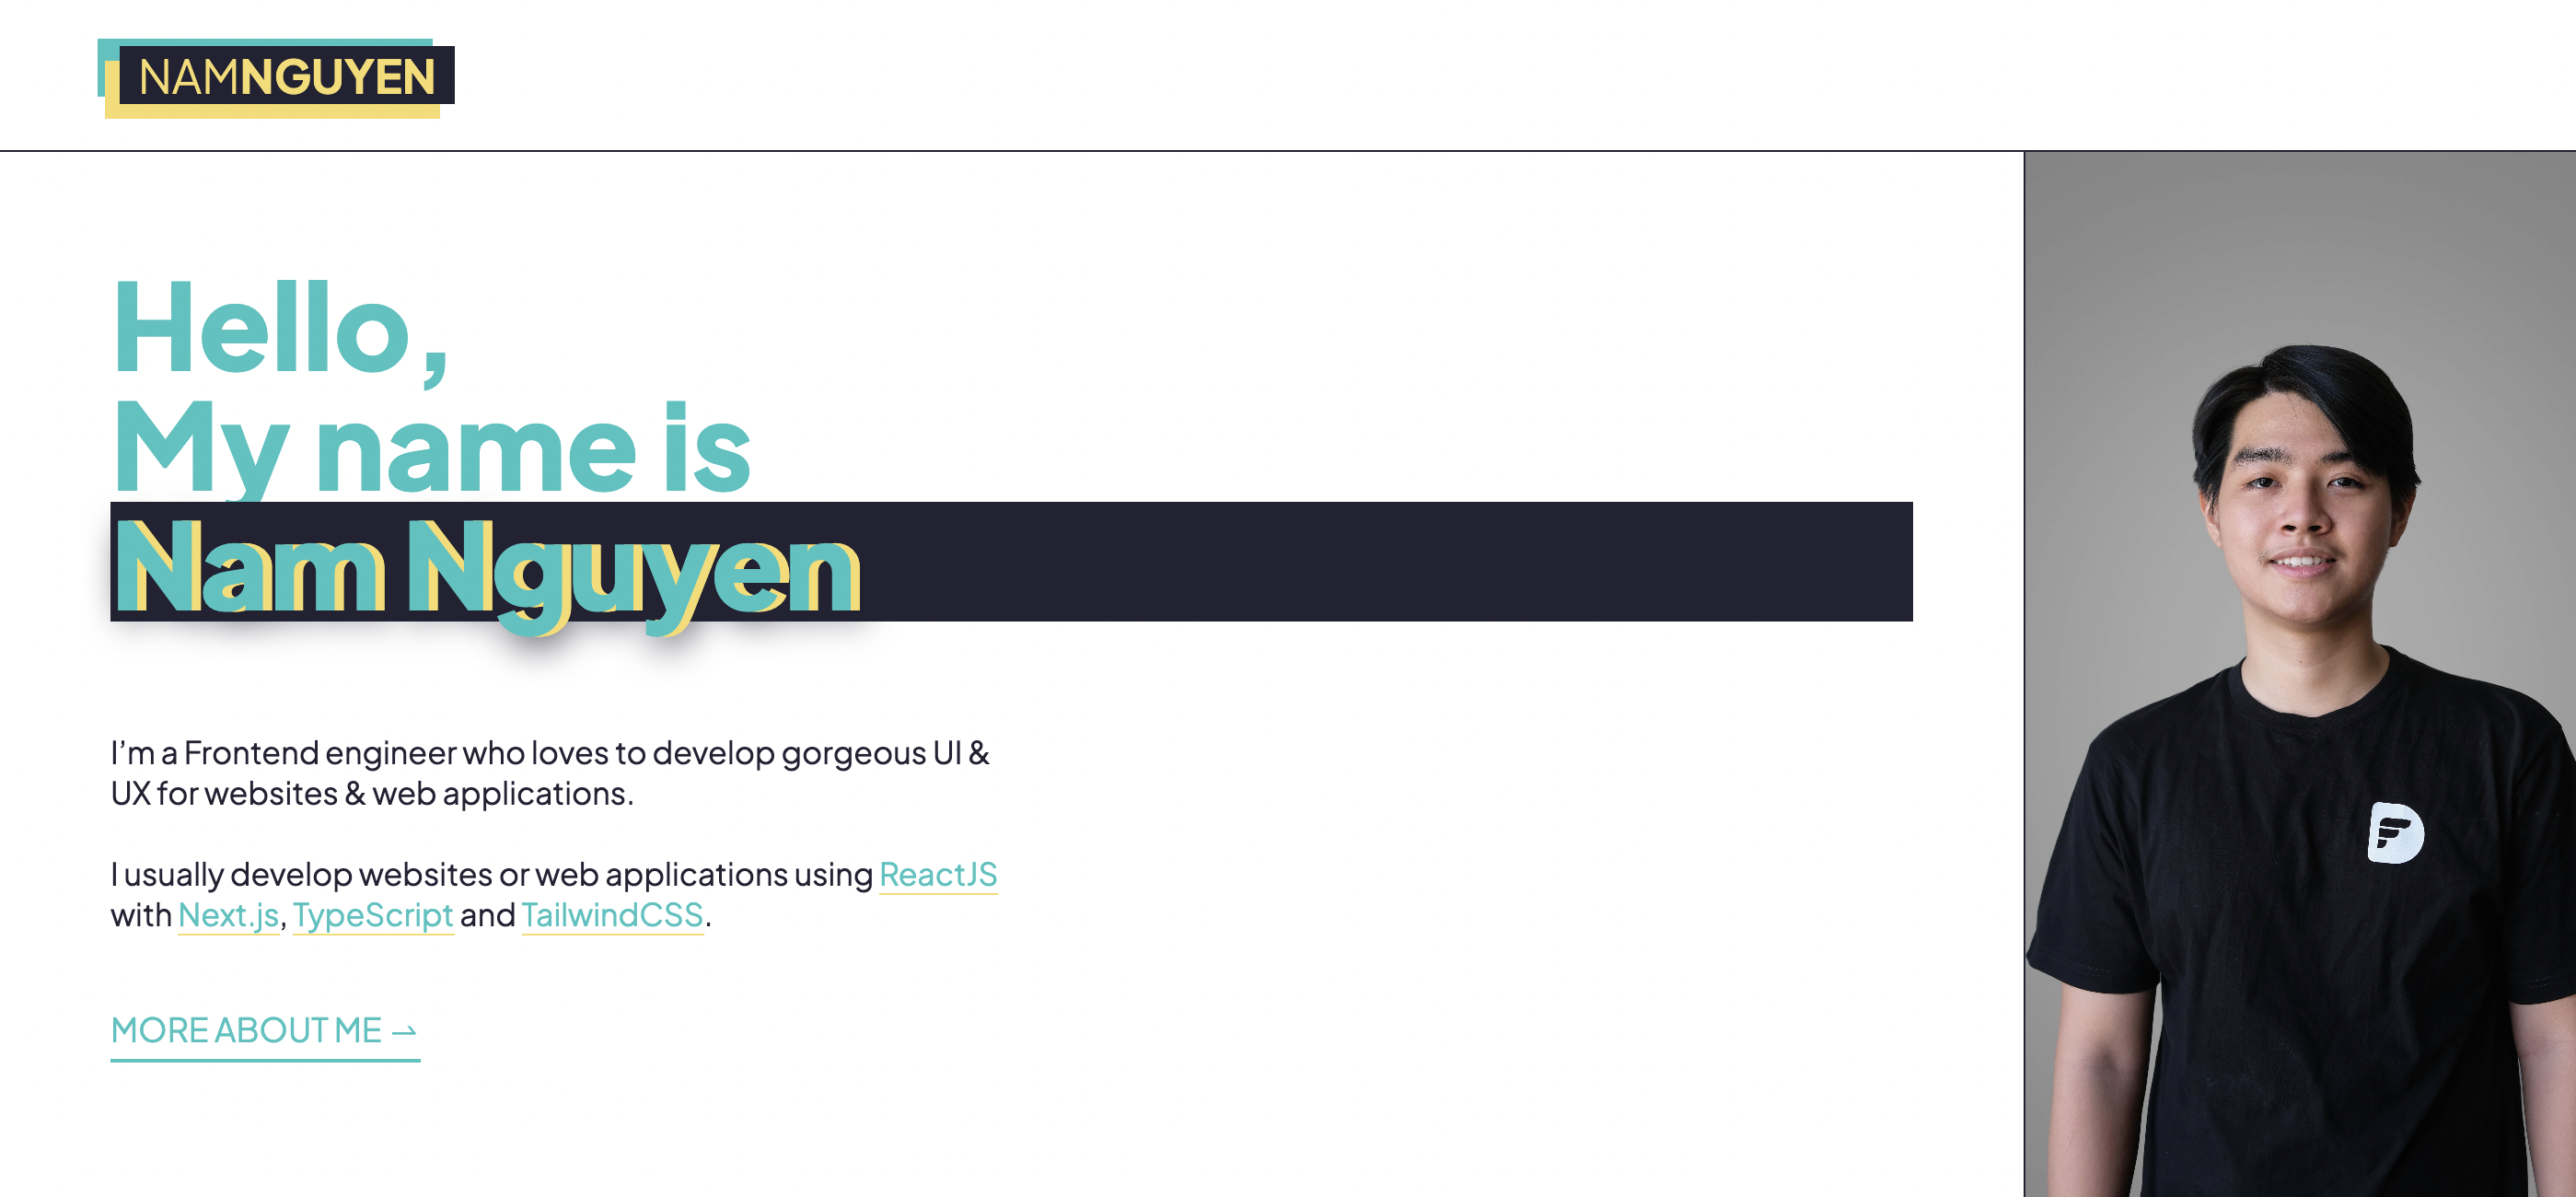 NAMNGUYEN
Hello,
My name is
Nam Nguyen
I’m a Frontend engineer who loves to develop gorgeous UI &
UX for websites & web applications.
I usually develop websites or web applications using ReactJS
with Next.js, TypeScript and TailwindCSS.
MORE ABOUT ME ⇀